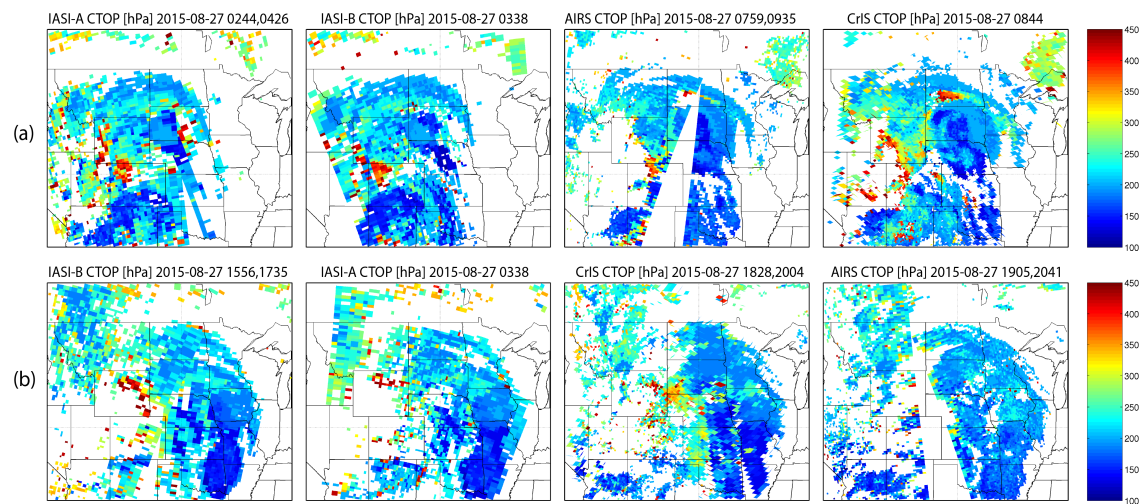 IASI-A CTOP [hPa] 2015-08-27 0244,0426
IASI-B CTOP [hPa] 2015-08-27 0338
AIRS CTOP [hPa] 2015-08-27 0759,0935
CrIS CTOP [hPa] 2015-08-27 0844
(a)
450
400
350
300
250
200
150
100
IASI-B CTOP [hPa] 2015-08-27 1556,1735
IASI-A CTOP [hPa] 2015-08-27 0338
CrIS CTOP [hPa] 2015-08-27 1828,2004
AIRS CTOP [hPa] 2015-08-27 1905,2041
(b)
450
400
350
300
250
200
150
100